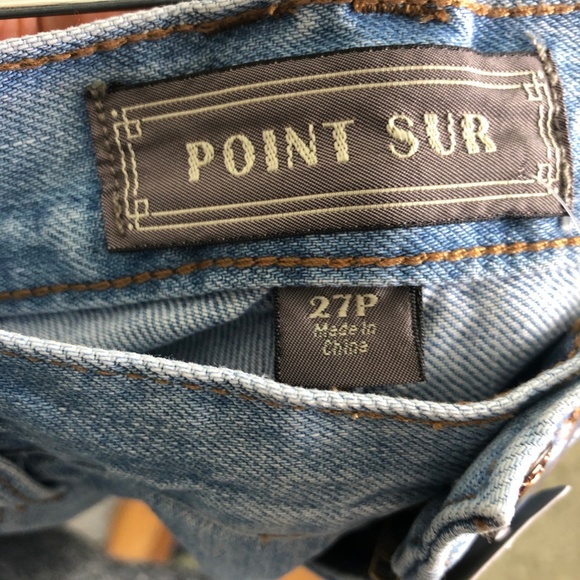 POINT SUR
27P
Made in
China